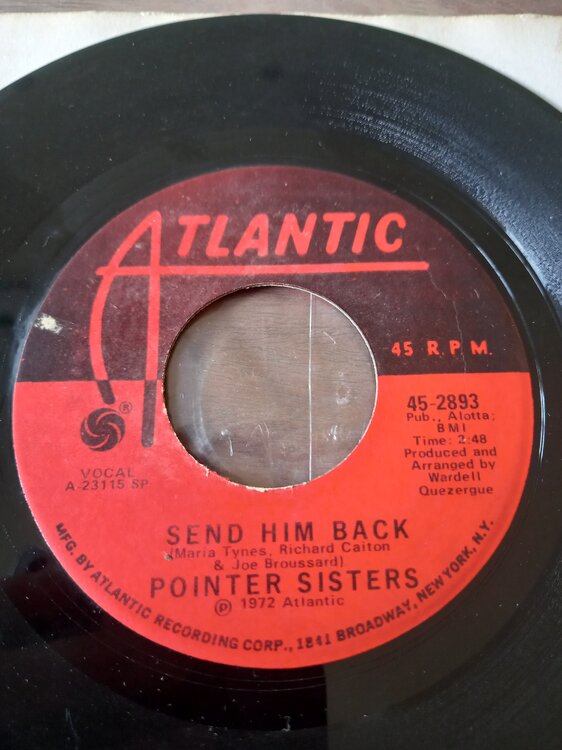 ATLANTIC
45 R.P.M.
®
VOCAL
A-23115 SP
45-2893
Pub., Alotta;
BMI
Time: 2:48
Produced and
Arranged by
Wardell
Quezergue
SEND HIM BACK
(Maria Tynes, Richard Caiton
& Joe Broussard)
POINTER SISTERS
℗ 1972 Atlantic
MFG. BY ATLANTIC RECORDING CORP., 1841 BROADWAY, NEW YORK, N.Y.